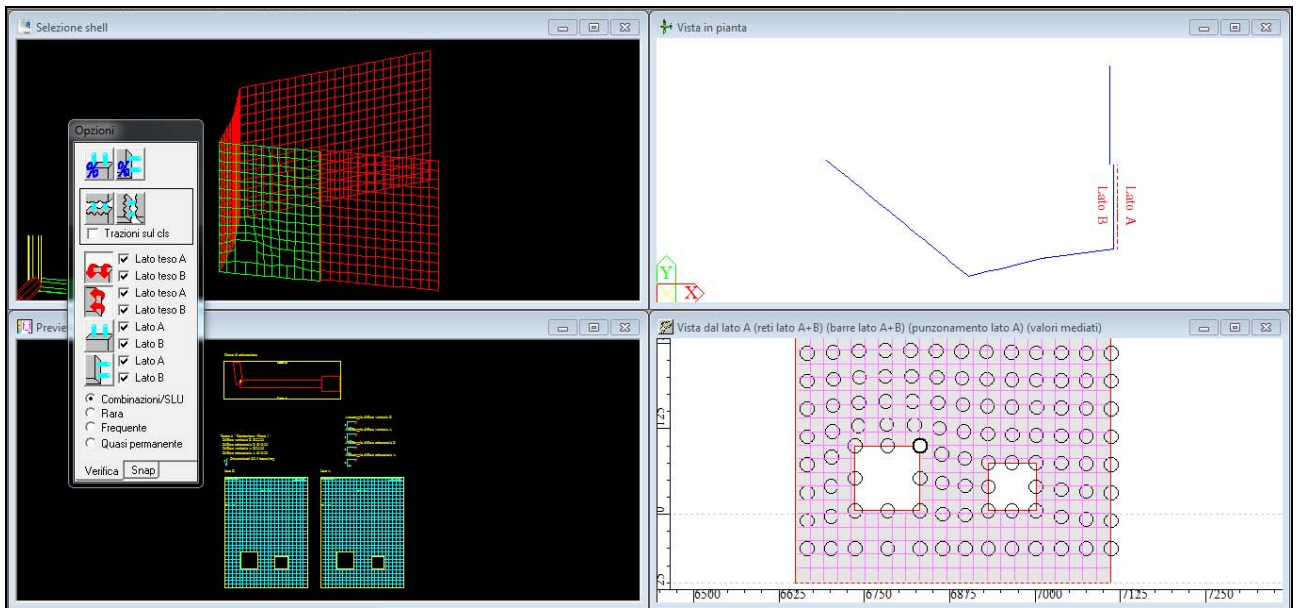 Selezione shell
Vista in pianta
Opzioni
%
%
Trazioni sul cls
Lato teso A
Lato teso B
Lato teso A
Lato teso B
Lato A
Lato B
Lato A
Lato B
Combinazioni/SLU
Rara
Frequente
Quasi permanente
Verifica
Snap
Lato B
Lato A
Y
X
Previe
Vista dal lato A (reti lato A+B) (barre lato A+B) (punzonamento lato A) (valori mediati)
6500
6625
6750
6875
7000
7125
7250